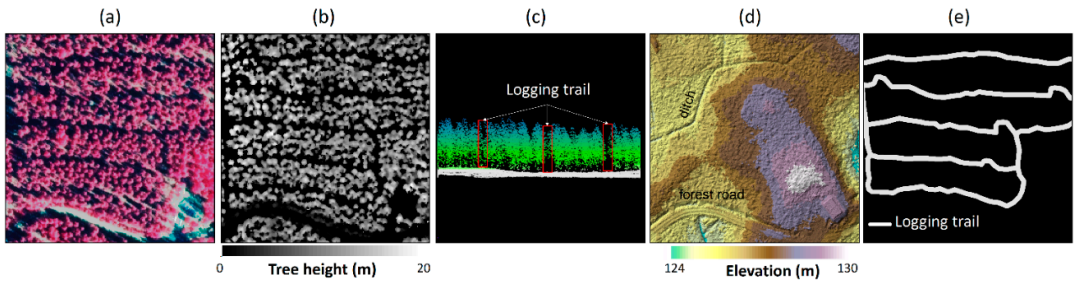 (a) (b) (c) (d) (e)
Logging trail
ditch
forest road
Logging trail
0 Tree height (m) 20
124 Elevation (m) 130